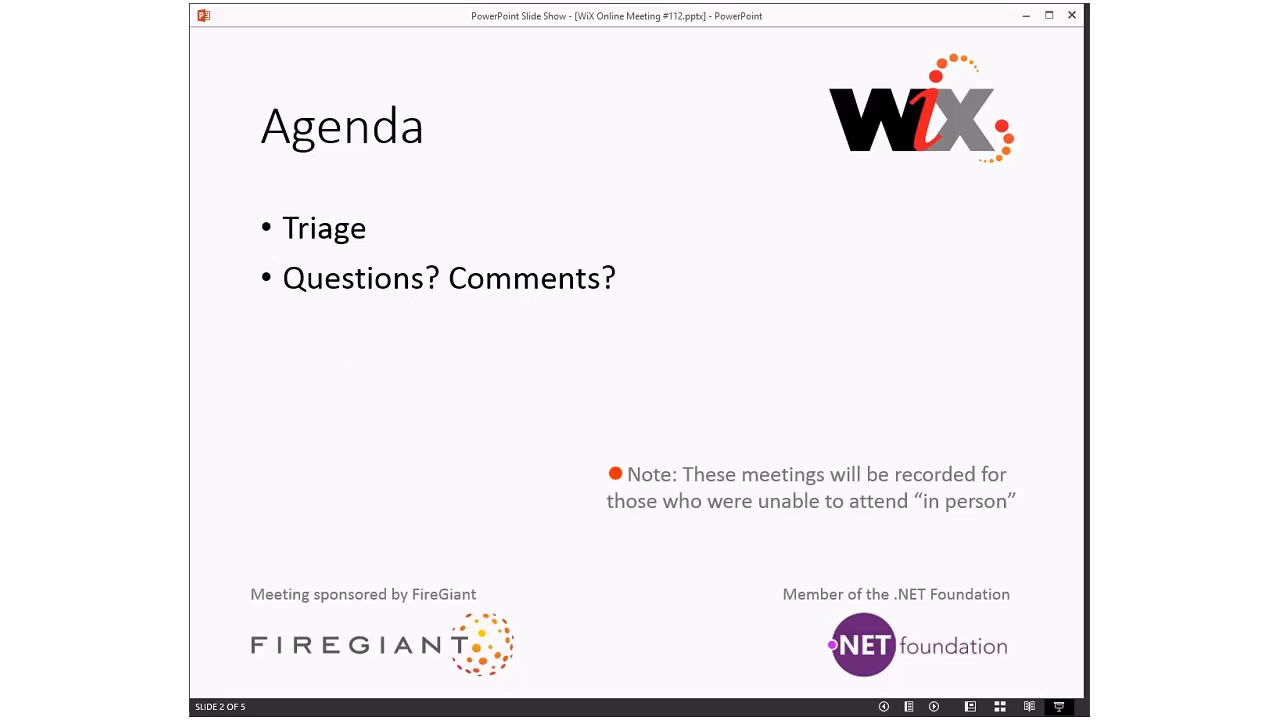 PowerPoint Slide Show - [WiX Online Meeting #112.pptx] - PowerPoint
WiX
Agenda
• Triage
• Questions? Comments?
Note: These meetings will be recorded for
those who were unable to attend “in person”
Meeting sponsored by FireGiant
FIREGIANT
Member of the .NET Foundation
.NET foundation
SLIDE 2 OF 5